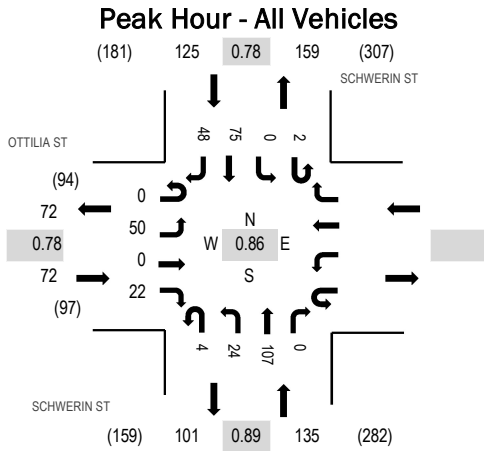 Peak Hour - All Vehicles
(181) 125 0.78 159 (307)
SCHWERIN ST
48 75 0 2
OTTILIA ST
(94)
72
0
50
N
0.78
W 0.86 E
0
S
72
22
(97)
4 24 107 0
SCHWERIN ST
(159) 101 0.89 135 (282)